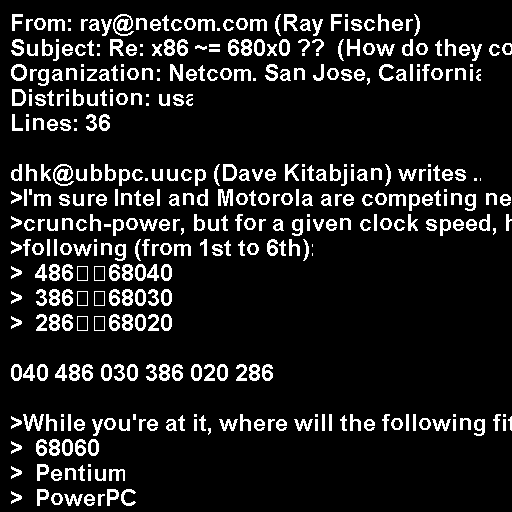 From: ray@netcom.com (Ray Fischer)
Subject: Re: x86 ~= 680x0 ?? (How do they co
Organization: Netcom. San Jose, California
Distribution: usa
Lines: 36

dhk@ubbpc.uucp (Dave Kitabjian) writes ..
>I'm sure Intel and Motorola are competing ne
>crunch-power, but for a given clock speed, h
>following (from 1st to 6th):
>  486□□68040
>  386□□68030
>  286□□68020

040 486 030 386 020 286

>While you're at it, where will the following fit
>  68060
>  Pentium
>  PowerPC